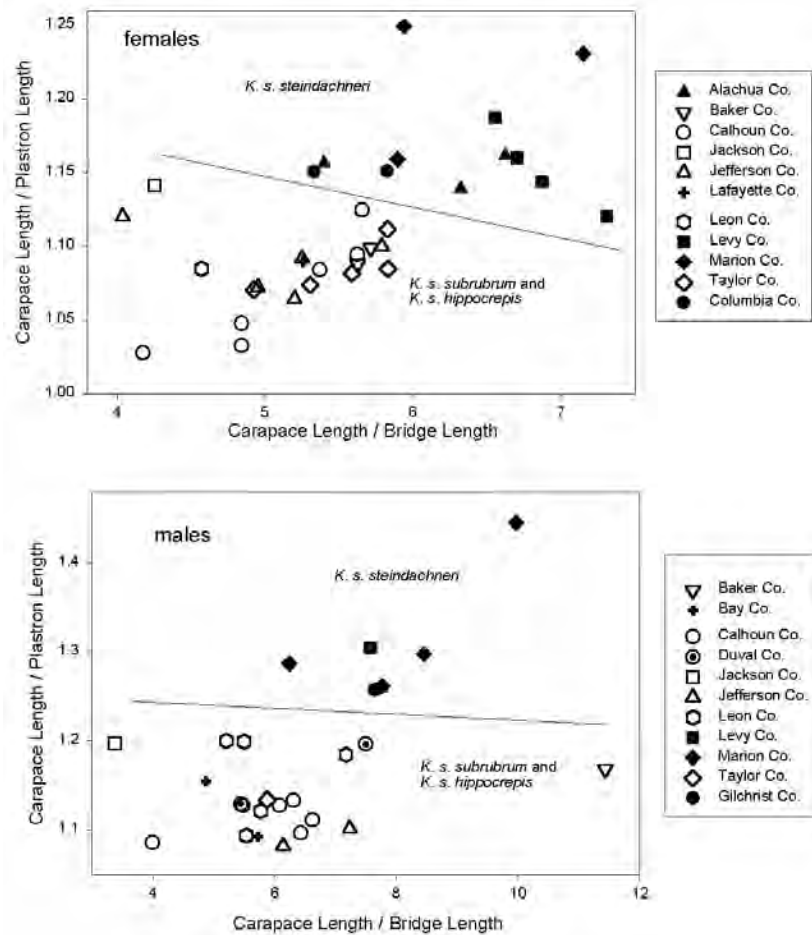 females
1.25
1.20
1.15
1.10
1.05
1.00
Carapace Length / Plastron Length
K. s. steindachneri
K. s. subrubrum and
K. s. hippocrepis
4
5
6
7
Carapace Length / Bridge Length
Alachua Co.
Baker Co.
Calhoun Co.
Jackson Co.
Jefferson Co.
Lafayette Co.
Leon Co.
Levy Co.
Marion Co.
Taylor Co.
Columbia Co.
males
1.4
1.3
1.2
1.1
Carapace Length / Plastron Length
K. s. steindachneri
K. s. subrubrum and
K. s. hippocrepis
4
6
8
10
12
Carapace Length / Bridge Length
Baker Co.
Bay Co.
Calhoun Co.
Duval Co.
Jackson Co.
Jefferson Co.
Leon Co.
Levy Co.
Marion Co.
Taylor Co.
Gilchrist Co.